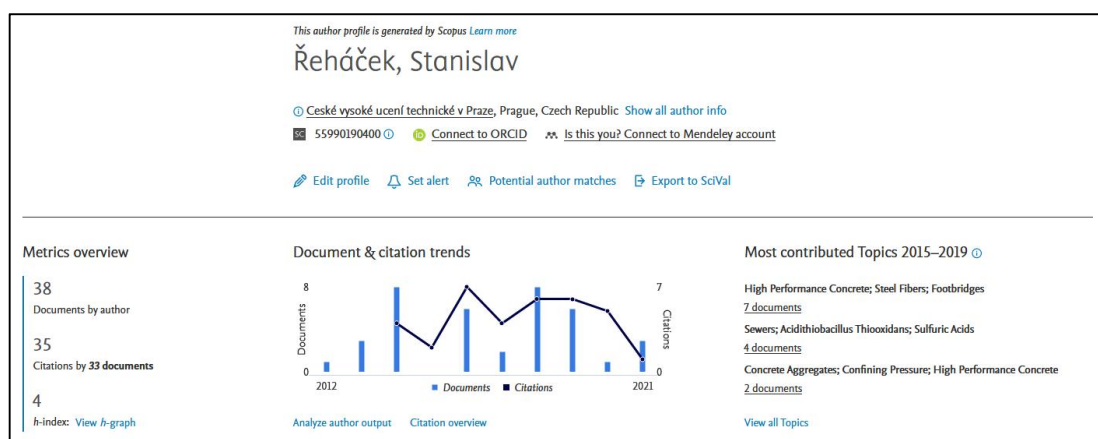 This author profile is generated by Scopus Learn more
Řeháček, Stanislav
České vysoké ucení technické v Praze, Prague, Czech Republic Show all author info
SC 55990190400 Connect to ORCID Is this you? Connect to Mendeley account
Edit profile Set alert Potential author matches Export to SciVal
Metrics overview
38
Documents by author
35
Citations by 33 documents
4
h-index: View h-graph
Document & citation trends
8
7
Documents
Citations
0
0
2012
2021
Documents Citations
Analyze author output Citation overview
Most contributed Topics 2015–2019
High Performance Concrete; Steel Fibers; Footbridges
7 documents
Sewers; Acidithiobacillus Thiooxidans; Sulfuric Acids
4 documents
Concrete Aggregates; Confining Pressure; High Performance Concrete
2 documents
View all Topics